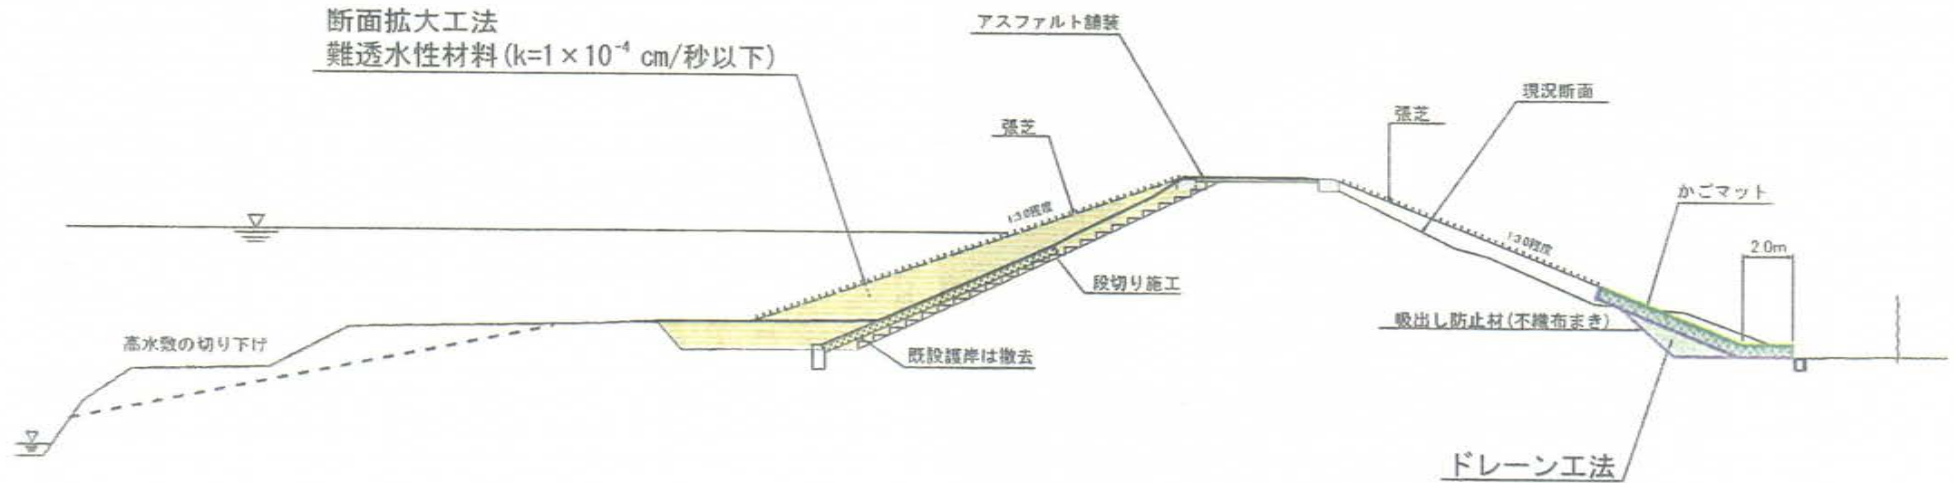 断面拡大工法
難透水性材料(k=1×10⁻⁴ cm/秒以下)
アスファルト舗装
現況断面
張芝
張芝
かごマット
1:3.0程度
1:3.0程度
2.0m
段切り施工
吸出し防止材(不織布まき)
高水敷の切り下げ
既設護岸は撤去
ドレーン工法